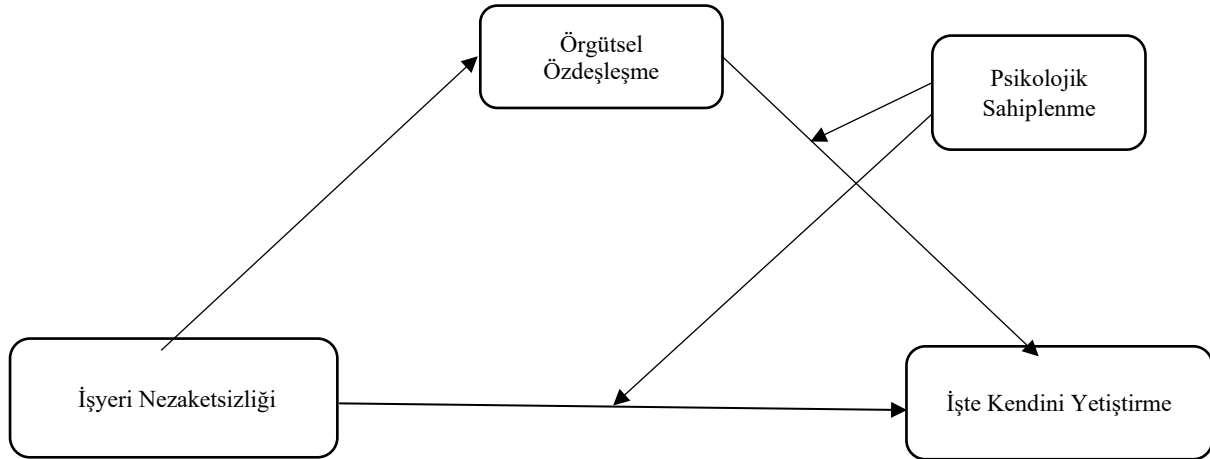 Örgütsel
Özdeşleşme
Psikolojik
Sahiplenme
İşyeri Nezaketsizliği
İşte Kendini Yetiştirme